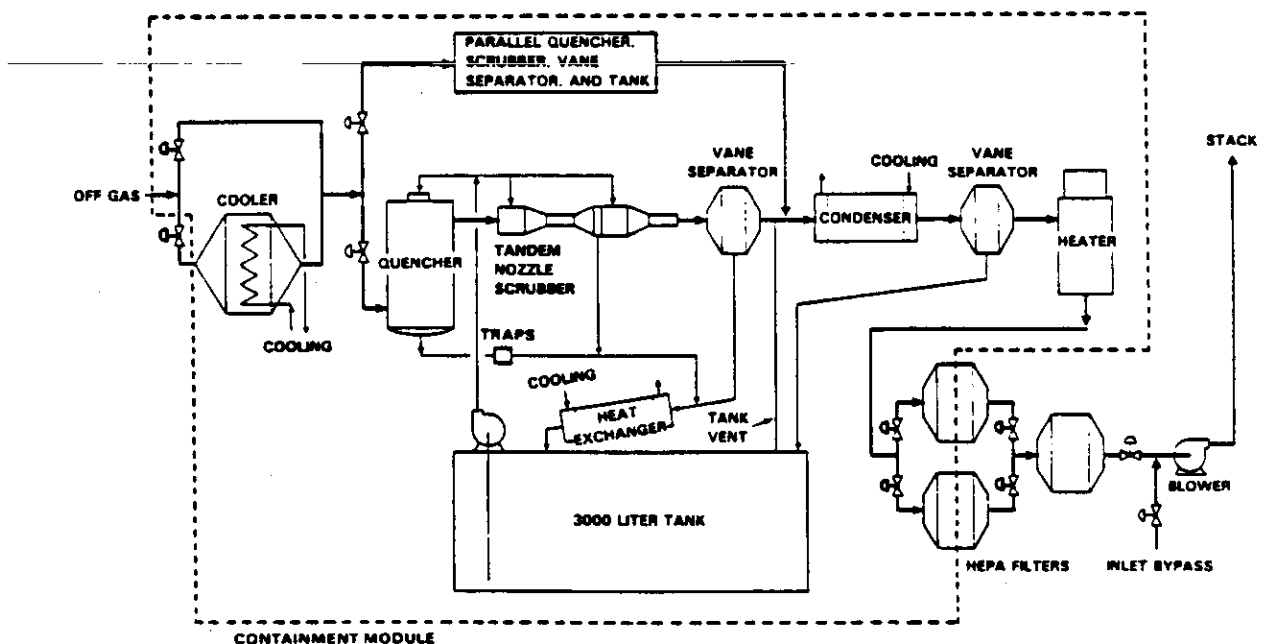 PARALLEL QUENCHER,
SCRUBBER, VANE
SEPARATOR, AND TANK
STACK
VANE
SEPARATOR
COOLING
VANE
SEPARATOR
OFF GAS
COOLER
CONDENSER
HEATER
QUENCHER
TANDEM
NOZZLE
SCRUBBER
COOLING
TRAPS
COOLING
HEAT
EXCHANGER
TANK
VENT
BLOWER
3000 LITER TANK
HEPA FILTERS
INLET BYPASS
CONTAINMENT MODULE